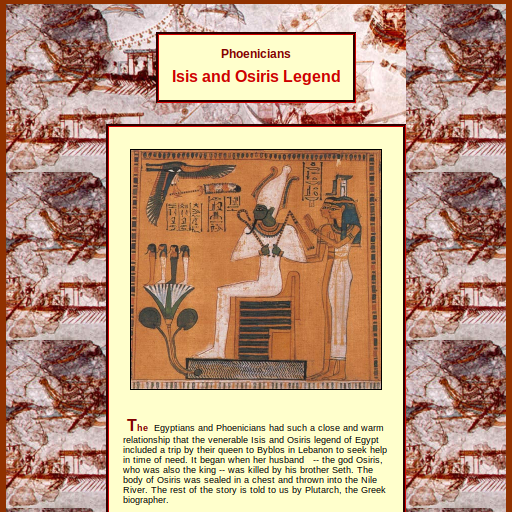 Phoenicians
Isis and Osiris Legend
The Egyptians and Phoenicians had such a close and warm
relationship that the venerable Isis and Osiris legend of Egypt
included a trip by their queen to Byblos in Lebanon to seek help
in time of need. It began when her husband -- the god Osiris,
who was also the king -- was killed by his brother Seth. The
body of Osiris was sealed in a chest and thrown into the Nile
River. The rest of the story is told to us by Plutarch, the Greek
biographer.